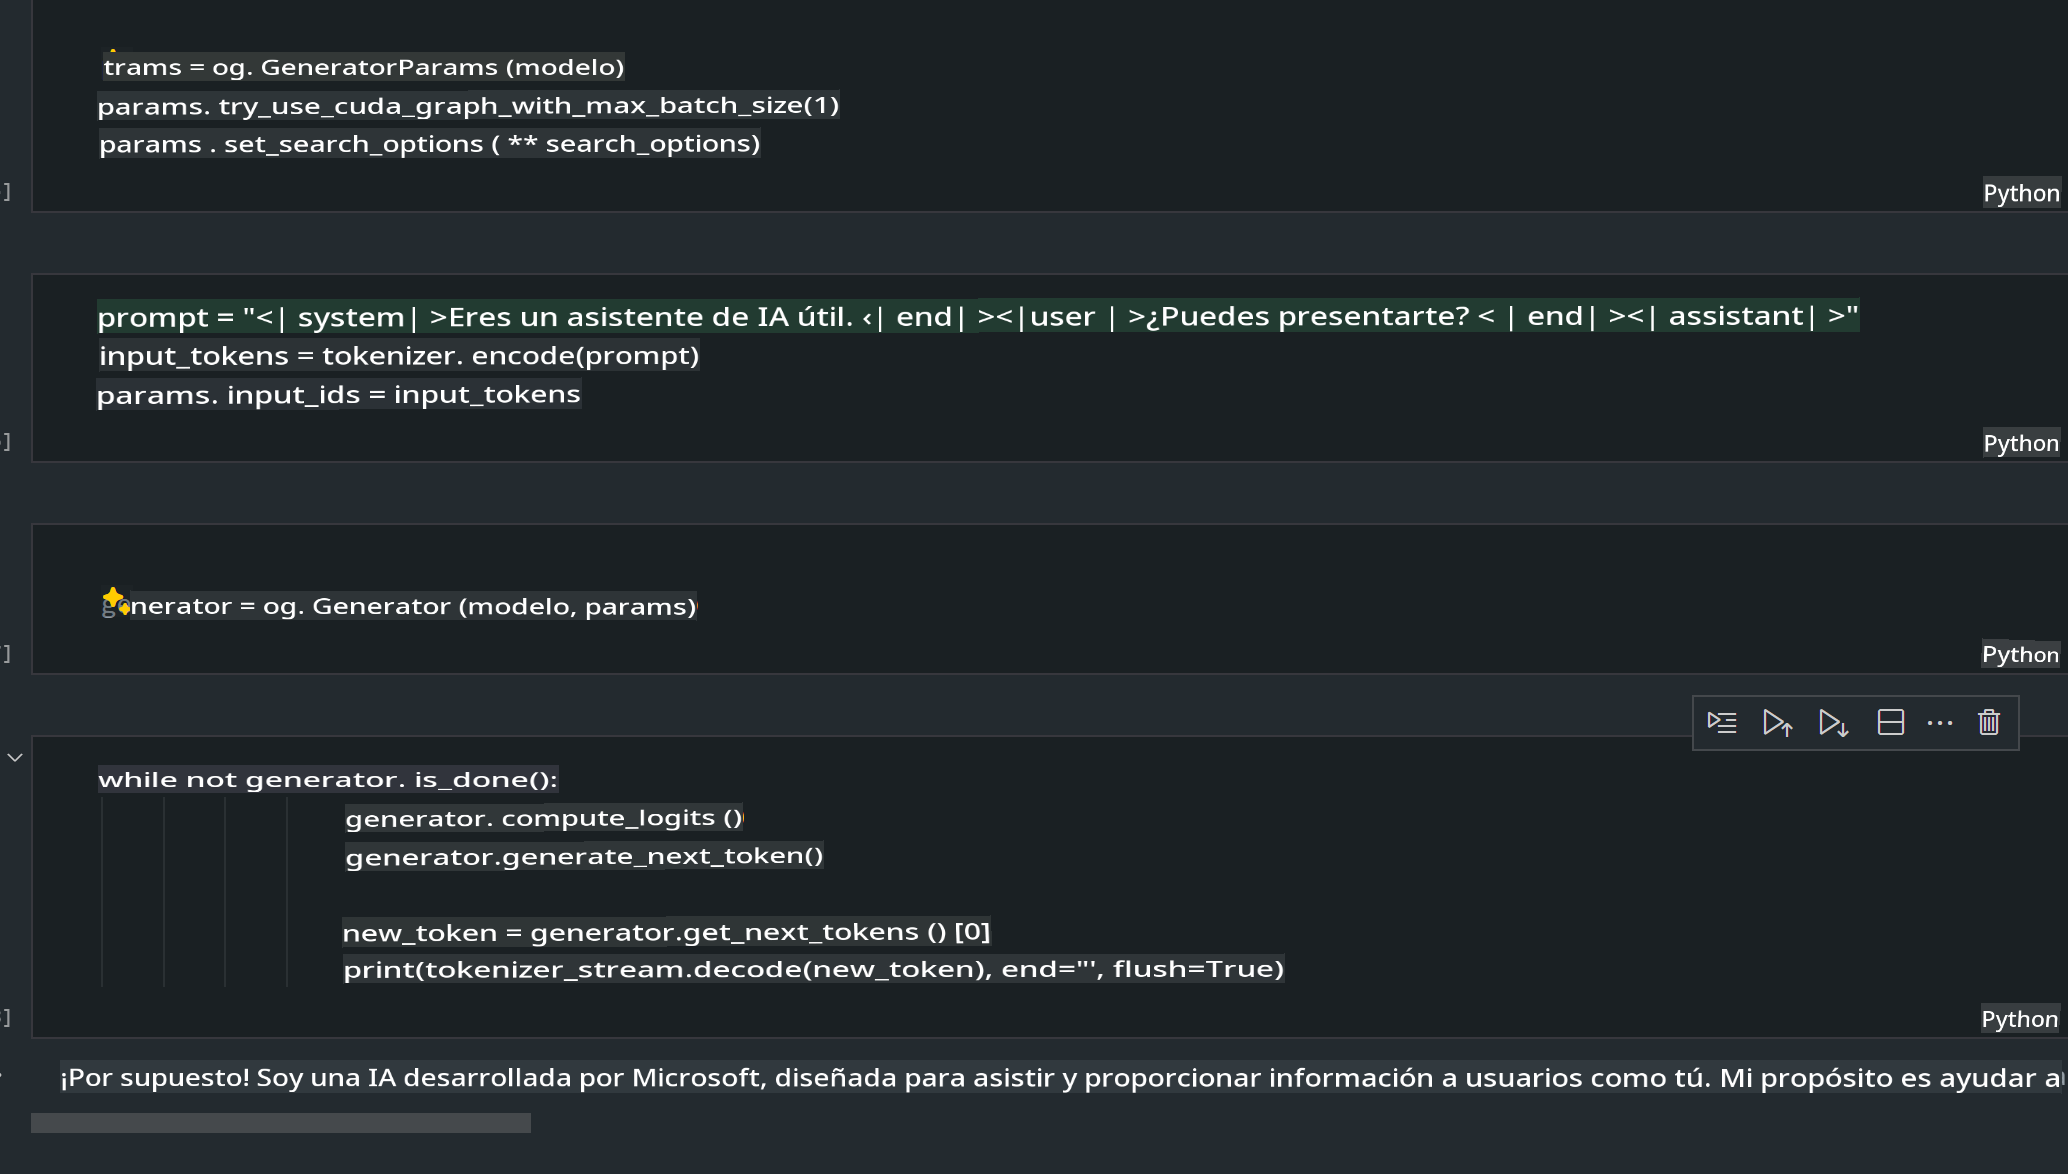 trams = og. GeneratorParams (modelo)
params. try_use_cuda_graph_with_max_batch_size(1)
params . set_search_options ( ** search_options)
]
Python
prompt = "<| system| >Eres un asistente de IA útil. ‹| end| ><|user | >¿Puedes presentarte? < | end| ><| assistant| >"
input_tokens = tokenizer. encode(prompt)
params. input_ids = input_tokens
]
Python
generator = og. Generator (modelo, params)
]
Python
while not generator. is_done():
generator. compute_logits ()
generator.generate_next_token()
new_token = generator.get_next_tokens () [0]
print(tokenizer_stream.decode(new_token), end="', flush=True)
]
Python
¡Por supuesto! Soy una IA desarrollada por Microsoft, diseñada para asistir y proporcionar información a usuarios como tú. Mi propósito es ayudar a